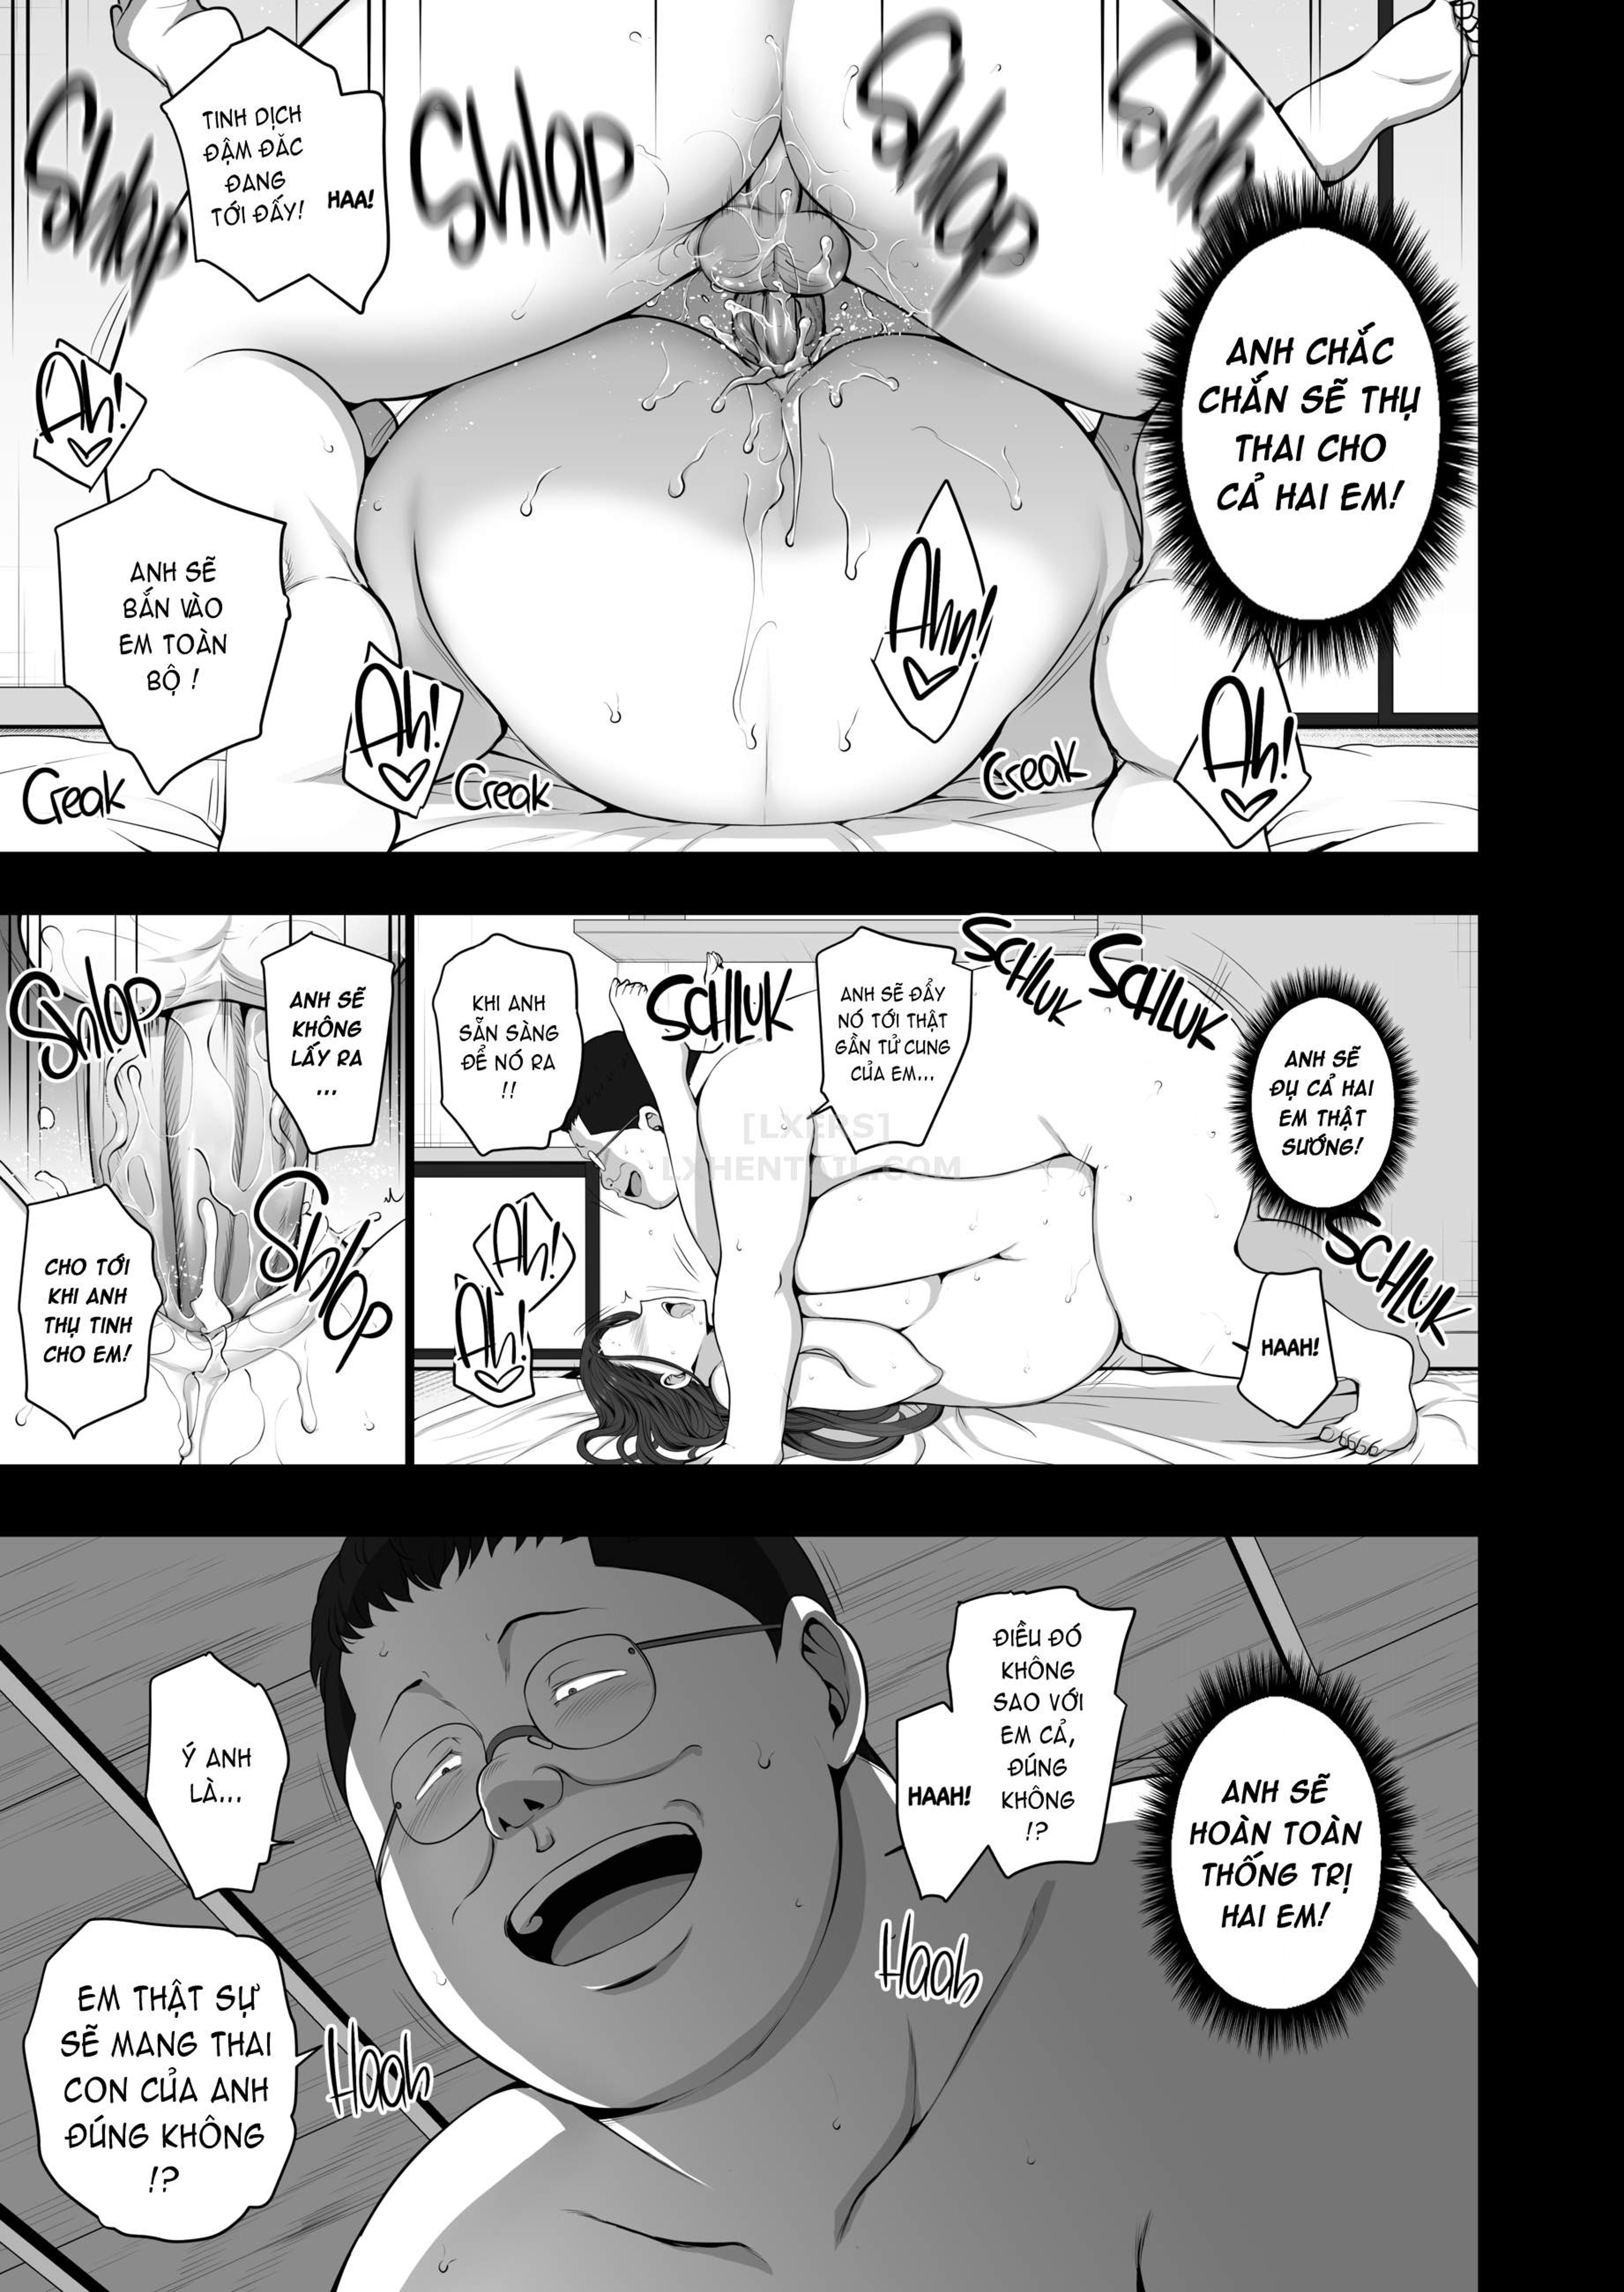 ANH CHẮC
CHẮN SẼ THỤ
THAI CHO
CẢ HAI EM!
Shlop
Shlop
Shlop
Shlop
TINH DỊCH
ĐẬM ĐẶC
ĐANG
TỚI ĐẤY!
HAA!
Ah!
Ahn!
Ah!
Ah!
ANH SẼ
BẮN VÀO
EM TOÀN
BỘ !
Creak
Creak
Creak
ANH SẼ
ĐỤ CẢ HAI
EM THẬT
SƯỚNG!
SCHLUK
SCHLUK
SCHLUK
SCHLUK
HAAH!
ANH SẼ ĐẨY
NÓ TỚI THẬT
GẦN TỬ CUNG
CỦA EM...
KHI ANH
SẴN SÀNG
ĐỂ NÓ RA
!!
[LXERS]
LXHENTAI.COM
Ah!
Ah!
ANH SẼ
KHÔNG
LẤY RA
...
Shlop
Shlop
CHO TỚI
KHI ANH
THỤ TINH
CHO EM!
ANH SẼ
HOÀN TOÀN
THỐNG TRỊ
HAI EM!
ĐIỀU ĐÓ
KHÔNG
SAO VỚI
EM CẢ,
ĐÚNG
KHÔNG
!?
HAAH!
Haah
Ý ANH
LÀ...
Haah
EM THẬT SỰ
SẼ MANG THAI
CON CỦA ANH
ĐÚNG KHÔNG
!?